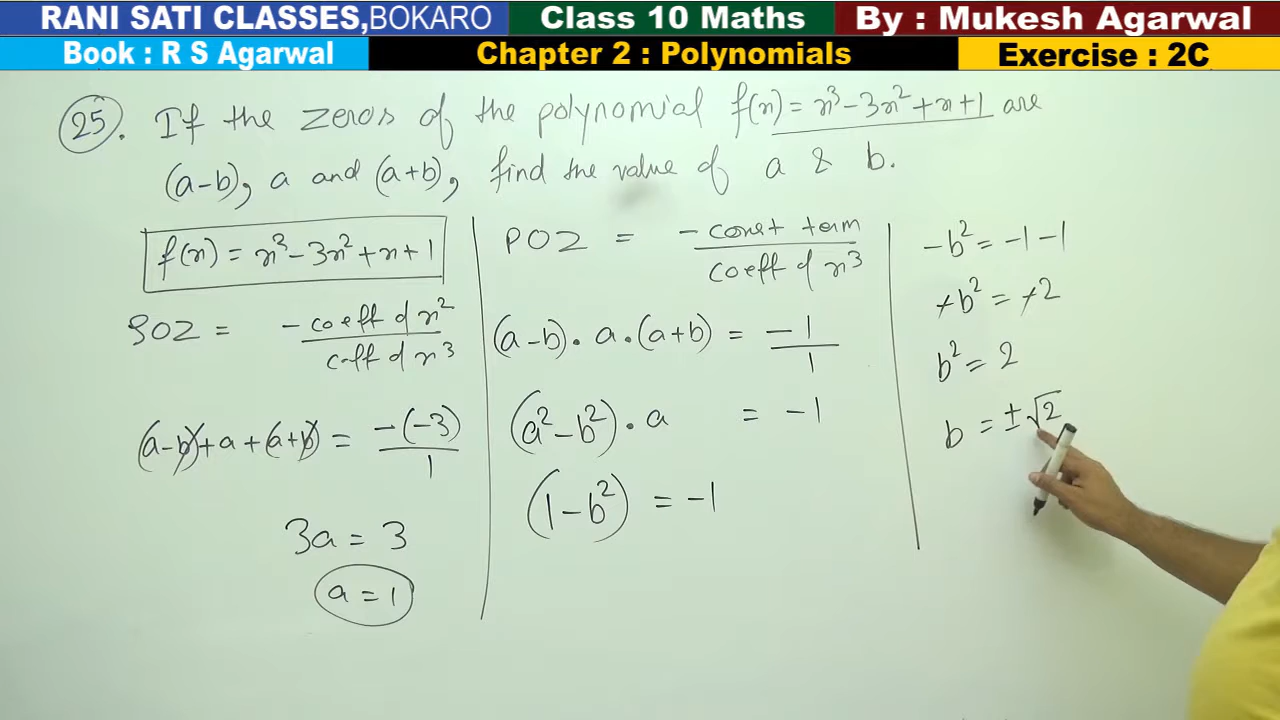 RANI SATI CLASSES,BOKARO
Class 10 Maths
By : Mukesh Agarwal
Book : R S Agarwal
Chapter 2 : Polynomials
Exercise : 2C
25. If the zeros of the polynomial f(x) = x³ - 3x² + x + 1 are
(a-b), a and (a+b), find the value of a & b.
f(x) = x³ - 3x² + x + 1
SOZ = - coeff of x² / coff of x³
(a-b) + a + (a+b) = -(-3) / 1
3a = 3
a = 1
POZ = - const term / coeff of x³
(a-b) · a · (a+b) = -1 / 1
(a² - b²) · a = -1
(1 - b²) = -1
-b² = -1 - 1
-b² = -2
b² = 2
b = ±√2